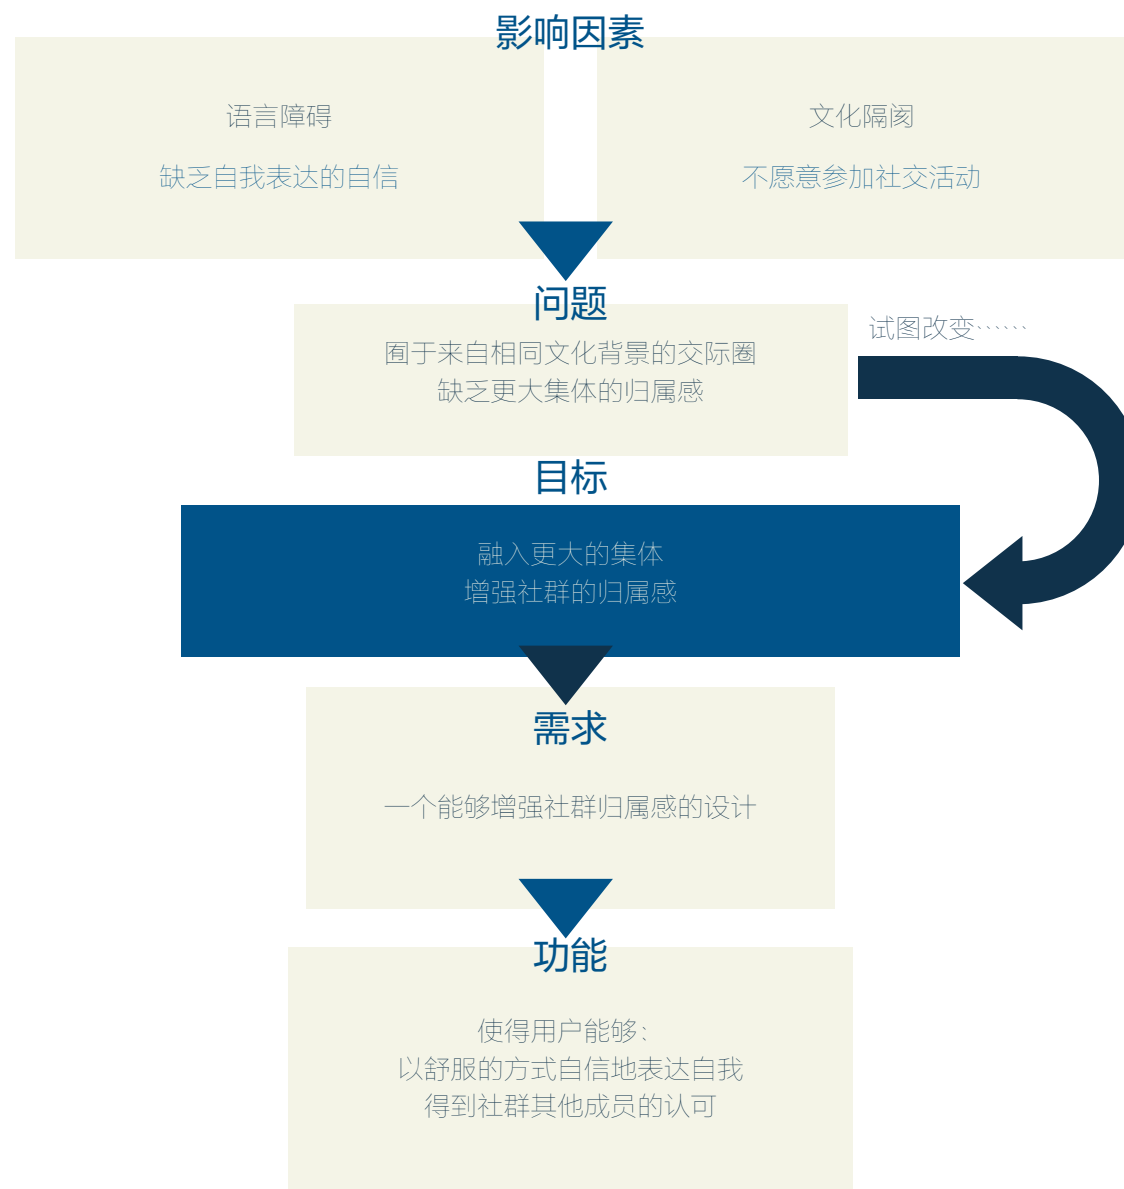 影响因素
语言障碍
缺乏自我表达的自信
文化隔阂
不愿意参加社交活动
问题
囿于来自相同文化背景的交际圈
缺乏更大集体的归属感
试图改变……
目标
融入更大的集体
增强社群的归属感
需求
一个能够增强社群归属感的设计
功能
使得用户能够：
以舒服的方式自信地表达自我
得到社群其他成员的认可